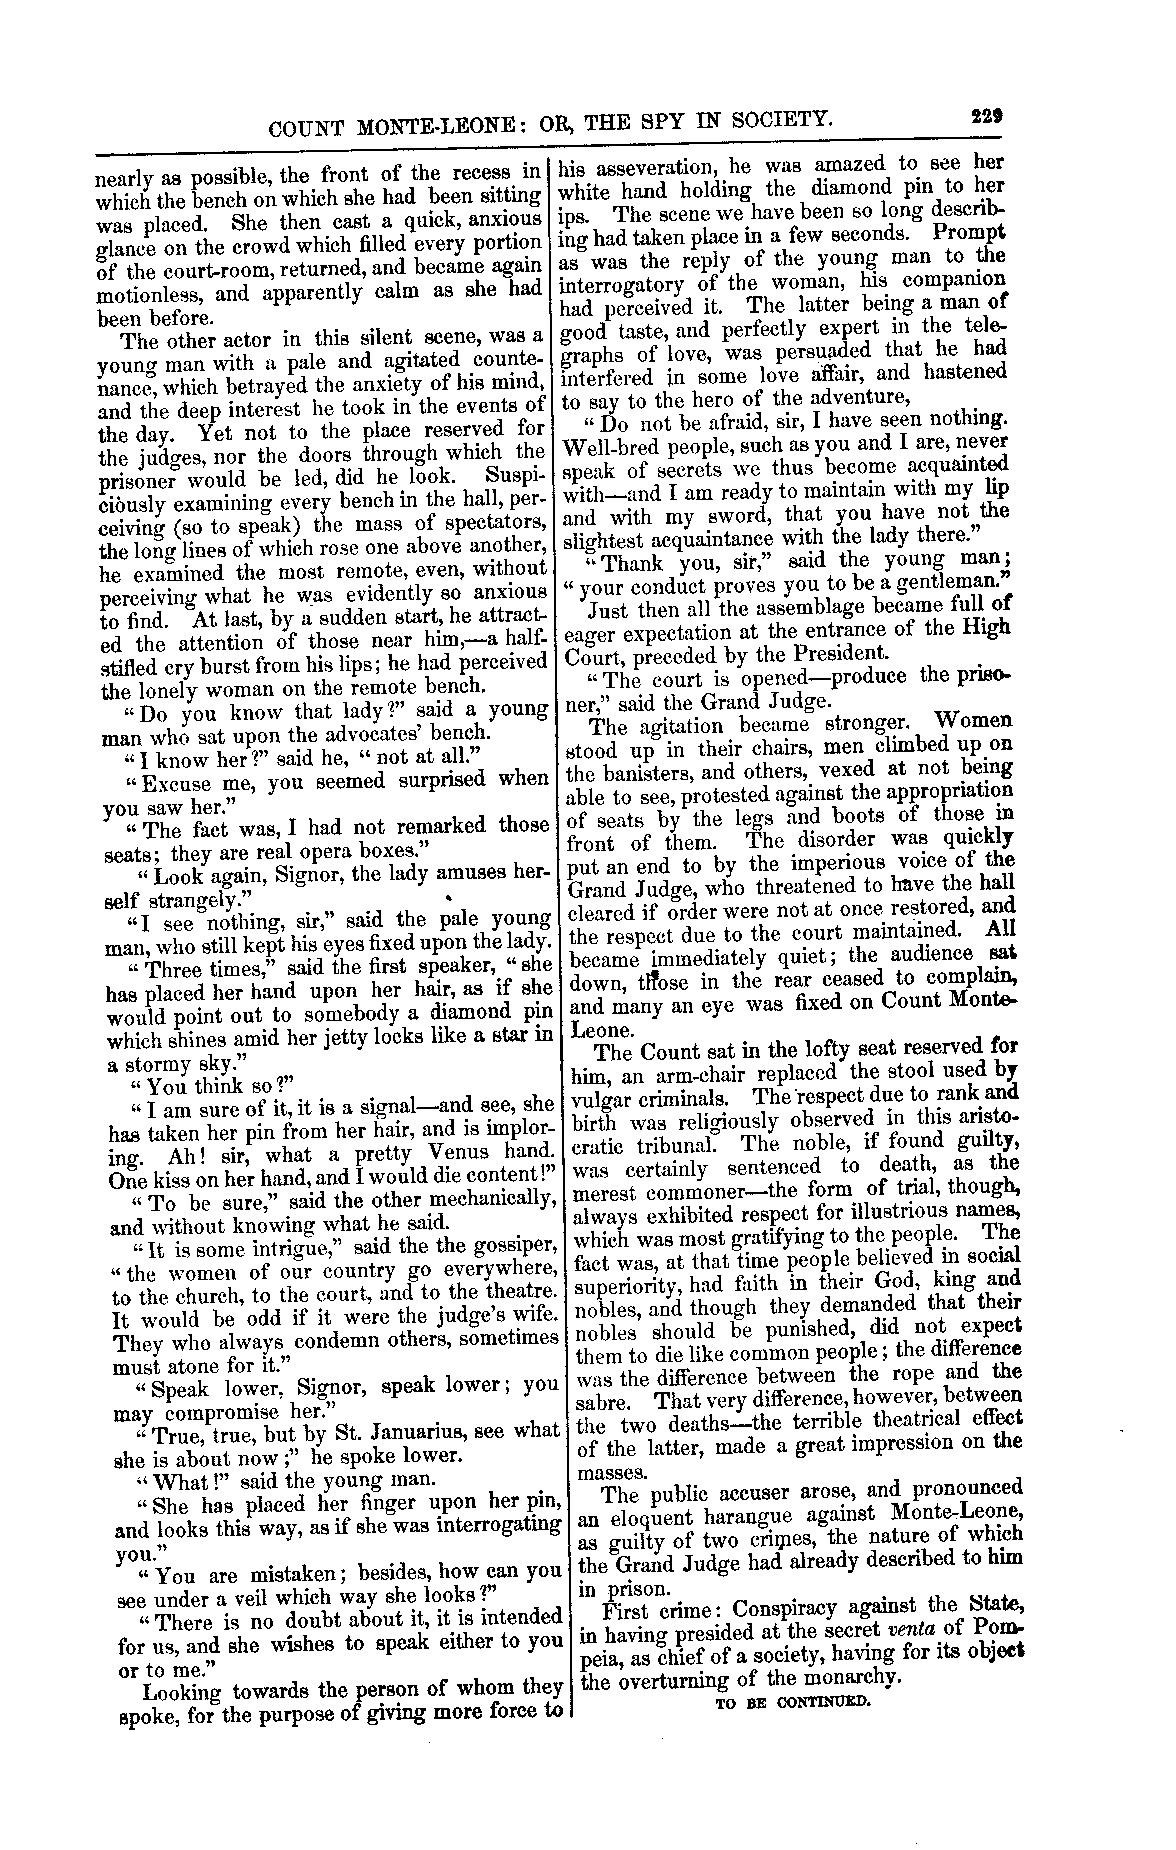 COUNT MONTE-LEONE: OR, THE SPY IN SOCIETY. 229
nearly as possible, the front of the recess in
which the bench on which she had been sitting
was placed. She then cast a quick, anxious
glance on the crowd which filled every portion
of the court-room, returned, and became again
motionless, and apparently calm as she had
been before.
The other actor in this silent scene, was a
young man with a pale and agitated counte-
nance, which betrayed the anxiety of his mind,
and the deep interest he took in the events of
the day. Yet not to the place reserved for
the judges, nor the doors through which the
prisoner would be led, did he look. Suspi-
ciously examining every bench in the hall, per-
ceiving (so to speak) the mass of spectators,
the long lines of which rose one above another,
he examined the most remote, even, without
perceiving what he was evidently so anxious
to find. At last, by a sudden start, he attract-
ed the attention of those near him,—a half-
stifled cry burst from his lips; he had perceived
the lonely woman on the remote bench.
“Do you know that lady?” said a young
man who sat upon the advocates’ bench.
“I know her?” said he, “not at all.”
“Excuse me, you seemed surprised when
you saw her.”
“The fact was, I had not remarked those
seats; they are real opera boxes.”
“Look again, Signor, the lady amuses her-
self strangely.”
“I see nothing, sir,” said the pale young
man, who still kept his eyes fixed upon the lady.
“Three times,” said the first speaker, “she
has placed her hand upon her hair, as if she
would point out to somebody a diamond pin
which shines amid her jetty locks like a star in
a stormy sky.”
“You think so?”
“I am sure of it, it is a signal—and see, she
has taken her pin from her hair, and is implor-
ing. Ah! sir, what a pretty Venus hand.
One kiss on her hand, and I would die content!”
“To be sure,” said the other mechanically,
and without knowing what he said.
“It is some intrigue,” said the the gossiper,
“the women of our country go everywhere,
to the church, to the court, and to the theatre.
It would be odd if it were the judge’s wife.
They who always condemn others, sometimes
must atone for it.”
“Speak lower, Signor, speak lower; you
may compromise her.”
“True, true, but by St. Januarius, see what
she is about now;” he spoke lower.
“What!” said the young man.
“She has placed her finger upon her pin,
and looks this way, as if she was interrogating
you.”
“You are mistaken; besides, how can you
see under a veil which way she looks?”
“There is no doubt about it, it is intended
for us, and she wishes to speak either to you
or to me.”
Looking towards the person of whom they
spoke, for the purpose of giving more force to
his asseveration, he was amazed to see her
white hand holding the diamond pin to her
ips. The scene we have been so long describ-
ing had taken place in a few seconds. Prompt
as was the reply of the young man to the
interrogatory of the woman, his companion
had perceived it. The latter being a man of
good taste, and perfectly expert in the tele-
graphs of love, was persuaded that he had
interfered in some love affair, and hastened
to say to the hero of the adventure,
“Do not be afraid, sir, I have seen nothing.
Well-bred people, such as you and I are, never
speak of secrets we thus become acquainted
with—and I am ready to maintain with my lip
and with my sword, that you have not the
slightest acquaintance with the lady there.”
“Thank you, sir,” said the young man;
“your conduct proves you to be a gentleman.”
Just then all the assemblage became full of
eager expectation at the entrance of the High
Court, preceded by the President.
“The court is opened—produce the priso-
ner,” said the Grand Judge.
The agitation became stronger. Women
stood up in their chairs, men climbed up on
the banisters, and others, vexed at not being
able to see, protested against the appropriation
of seats by the legs and boots of those in
front of them. The disorder was quickly
put an end to by the imperious voice of the
Grand Judge, who threatened to have the hall
cleared if order were not at once restored, and
the respect due to the court maintained. All
became immediately quiet; the audience sat
down, those in the rear ceased to complain,
and many an eye was fixed on Count Monte-
Leone.
The Count sat in the lofty seat reserved for
him, an arm-chair replaced the stool used by
vulgar criminals. The respect due to rank and
birth was religiously observed in this aristo-
cratic tribunal. The noble, if found guilty,
was certainly sentenced to death, as the
merest commoner—the form of trial, though,
always exhibited respect for illustrious names,
which was most gratifying to the people. The
fact was, at that time people believed in social
superiority, had faith in their God, king and
nobles, and though they demanded that their
nobles should be punished, did not expect
them to die like common people; the difference
was the difference between the rope and the
sabre. That very difference, however, between
the two deaths—the terrible theatrical effect
of the latter, made a great impression on the
masses.
The public accuser arose, and pronounced
an eloquent harangue against Monte-Leone,
as guilty of two crimes, the nature of which
the Grand Judge had already described to him
in prison.
First crime: Conspiracy against the State,
in having presided at the secret venta of Pom-
peia, as chief of a society, having for its object
the overturning of the monarchy.
TO BE CONTINUED.